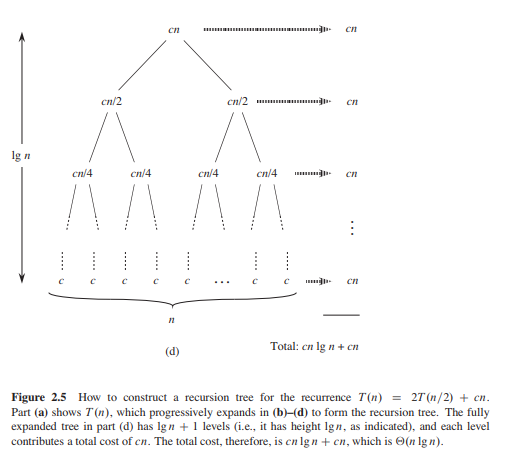 cn cn
cn/2 cn/2 cn
lg n
cn/4 cn/4 cn/4 cn/4 cn
⋮
c c c c c … c c cn
n
Total: cn lg n + cn
(d)
Figure 2.5 How to construct a recursion tree for the recurrence T(n) = 2T(n/2) + cn.
Part (a) shows T(n), which progressively expands in (b)–(d) to form the recursion tree. The fully
expanded tree in part (d) has lg n + 1 levels (i.e., it has height lg n, as indicated), and each level
contributes a total cost of cn. The total cost, therefore, is cn lg n + cn, which is Θ(n lg n).